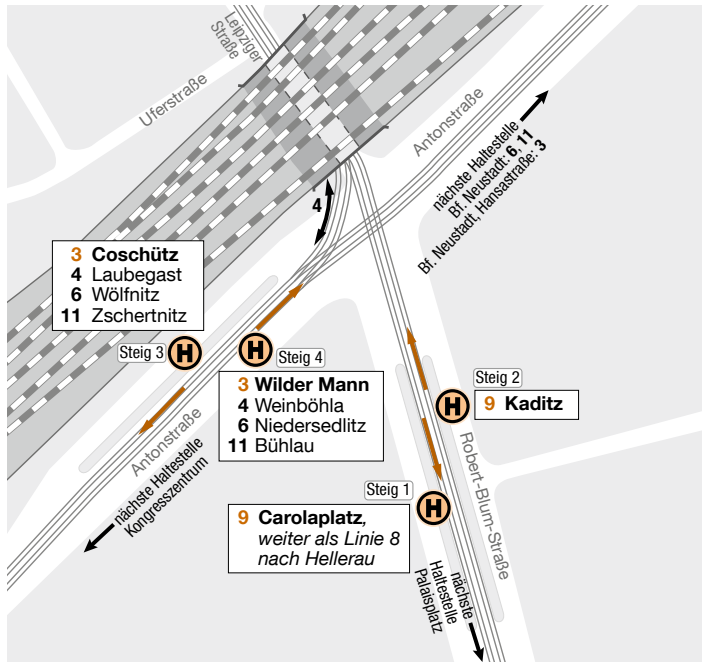 Leipziger
Straße
Uferstraße
Antonstraße
nächste Haltestelle
Bf. Neustadt: 6, 11
Bf. Neustadt, Hansastraße: 3
4
3 Coschütz
4 Laubegast
6 Wölfnitz
11 Zschertnitz
Steig 3
H
H
Steig 4
3 Wilder Mann
4 Weinböhla
6 Niedersedlitz
11 Bühlau
Steig 2
H
9 Kaditz
Antonstraße
nächste Haltestelle
Kongresszentrum
Steig 1
H
9 Carolaplatz,
weiter als Linie 8
nach Hellerau
Robert-Blum-Straße
nächste
Haltestelle
Palaisplatz